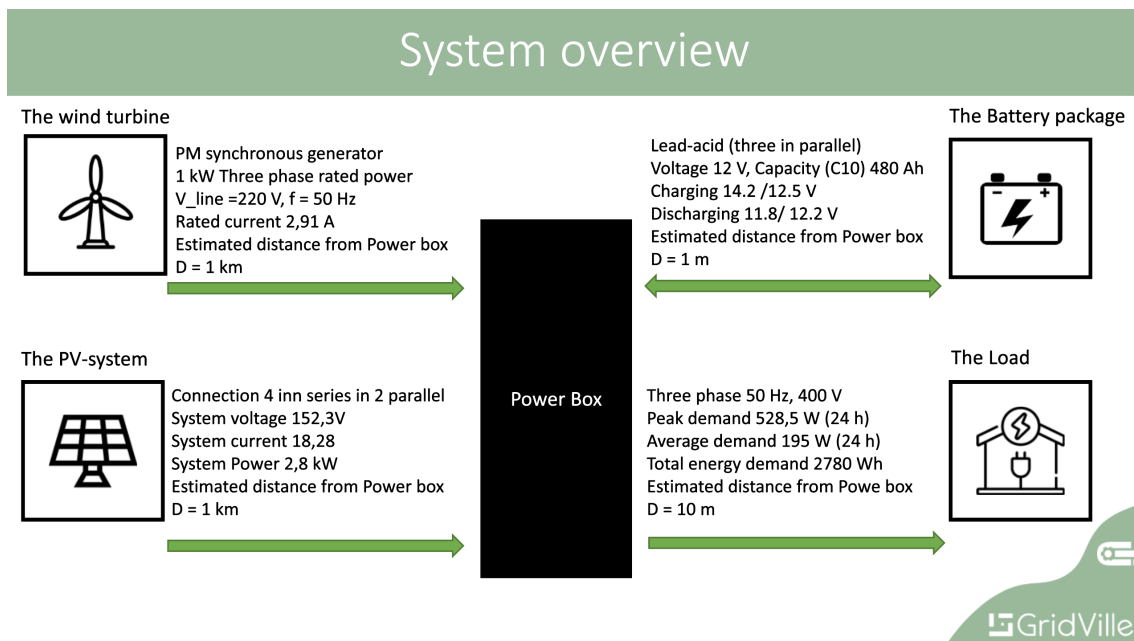 System overview
The wind turbine
PM synchronous generator
1 kW Three phase rated power
V_line =220 V, f = 50 Hz
Rated current 2,91 A
Estimated distance from Power box
D = 1 km
The Battery package
Lead-acid (three in parallel)
Voltage 12 V, Capacity (C10) 480 Ah
Charging 14.2 /12.5 V
Discharging 11.8/ 12.2 V
Estimated distance from Power box
D = 1 m
The PV-system
Connection 4 inn series in 2 parallel
System voltage 152,3V
System current 18,28
System Power 2,8 kW
Estimated distance from Power box
D = 1 km
Power Box
The Load
Three phase 50 Hz, 400 V
Peak demand 528,5 W (24 h)
Average demand 195 W (24 h)
Total energy demand 2780 Wh
Estimated distance from Powe box
D = 10 m
GridVille